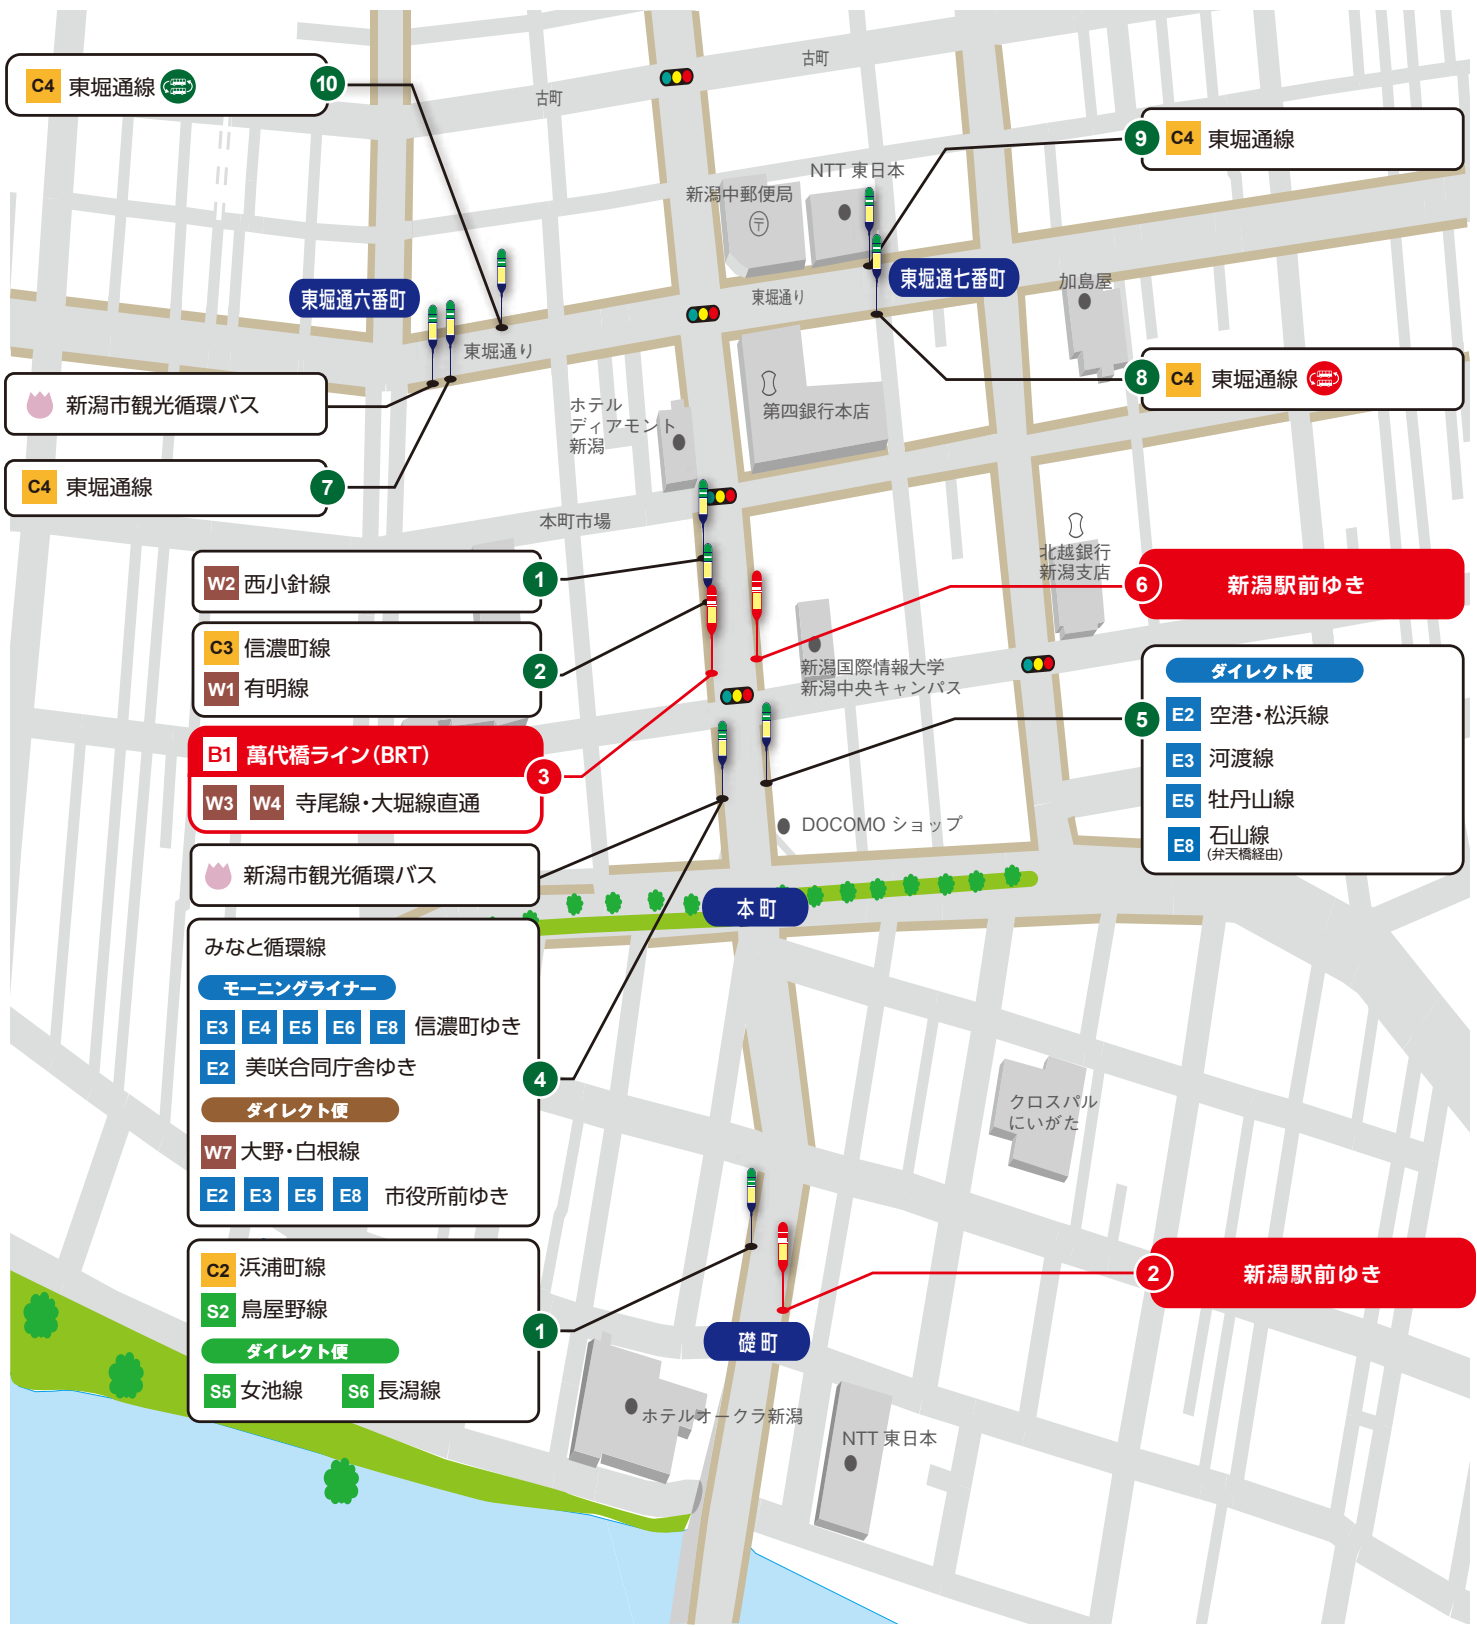 古町
古町
C4 東堀通線
10
9
C4 東堀通線
NTT 東日本
新潟中郵便局
〒
東堀通七番町
加島屋
東堀通六番町
東堀通り
東堀通り
新潟市観光循環バス
C4 東堀通線
7
8
C4 東堀通線
第四銀行本店
ホテル
ディアモント
新潟
本町市場
北越銀行
新潟支店
W2 西小針線
1
6
新潟駅前ゆき
C3 信濃町線
W1 有明線
2
新潟国際情報大学
新潟中央キャンパス
B1 萬代橋ライン(BRT)
W3 W4 寺尾線・大堀線直通
3
5
ダイレクト便
E2 空港・松浜線
E3 河渡線
E5 牡丹山線
E8 石山線
(弁天橋経由)
DOCOMO ショップ
新潟市観光循環バス
本町
みなと循環線
モーニングライナー
E3 E4 E5 E6 E8 信濃町ゆき
E2 美咲合同庁舎ゆき
ダイレクト便
W7 大野・白根線
E2 E3 E5 E8 市役所前ゆき
4
クロスパル
にいがた
C2 浜浦町線
S2 鳥屋野線
ダイレクト便
S5 女池線 S6 長潟線
1
2
新潟駅前ゆき
礎町
ホテルオークラ新潟
NTT 東日本